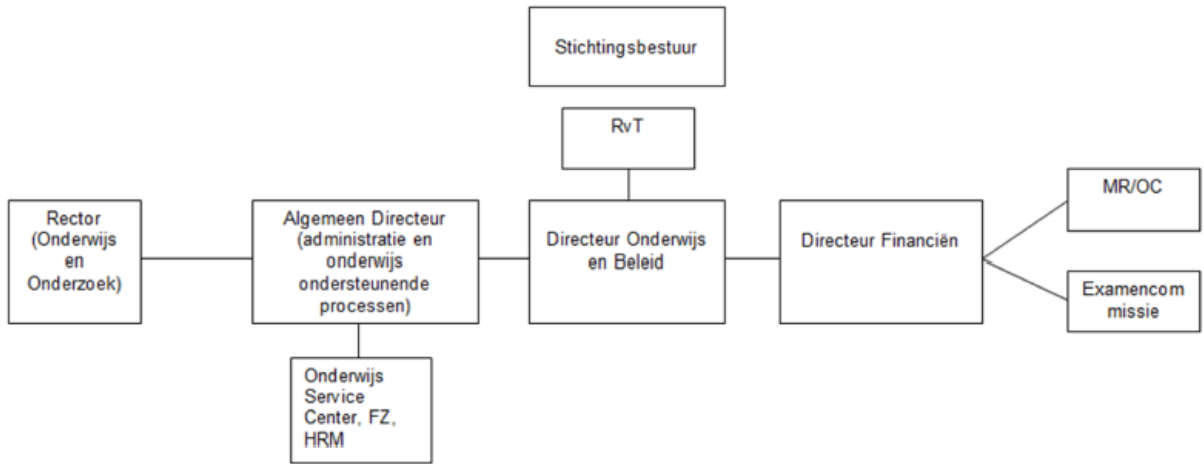 Stichtingsbestuur
RvT
Rector
(Onderwijs
en
Onderzoek)
Algemeen Directeur
(administratie en
onderwijs
ondersteunende
processen)
Directeur Onderwijs
en Beleid
Directeur Financiën
MR/OC
Examencom
missie
Onderwijs
Service
Center, FZ,
HRM